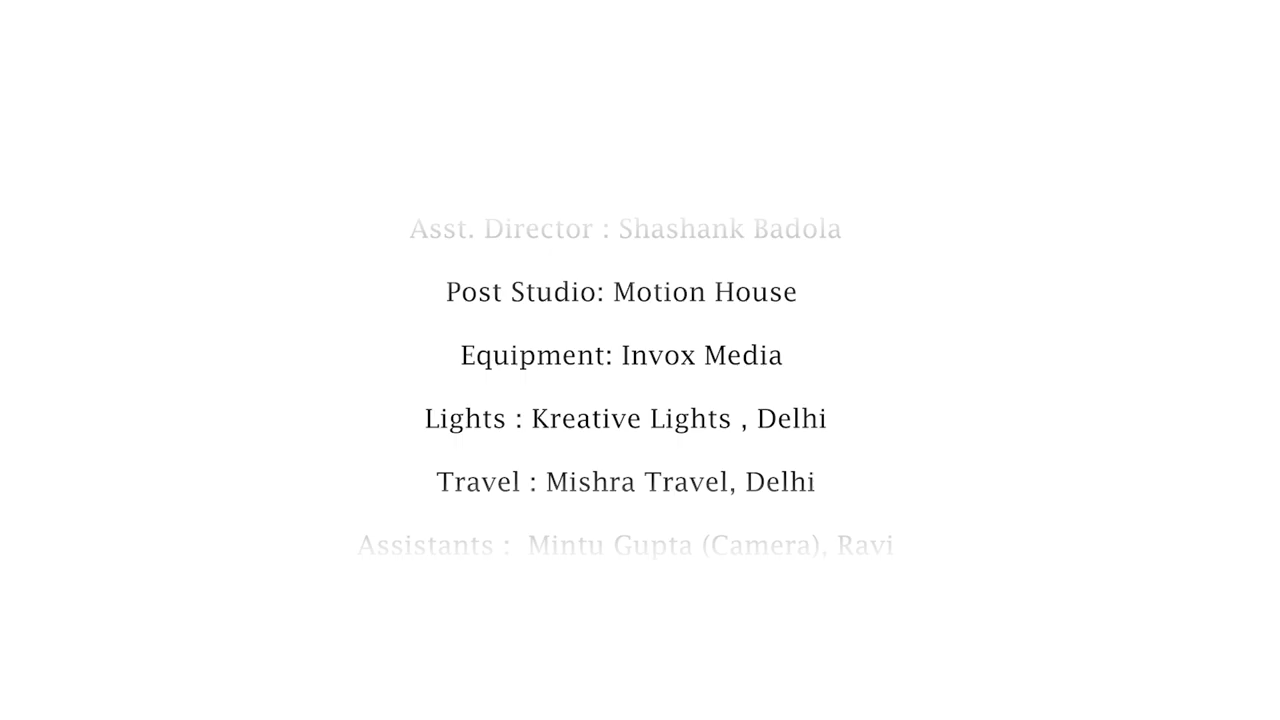 Asst. Director : Shashank Badola
Post Studio: Motion House
Equipment: Invox Media
Lights : Kreative Lights , Delhi
Travel : Mishra Travel, Delhi
Assistants :  Mintu Gupta (Camera), Ravi